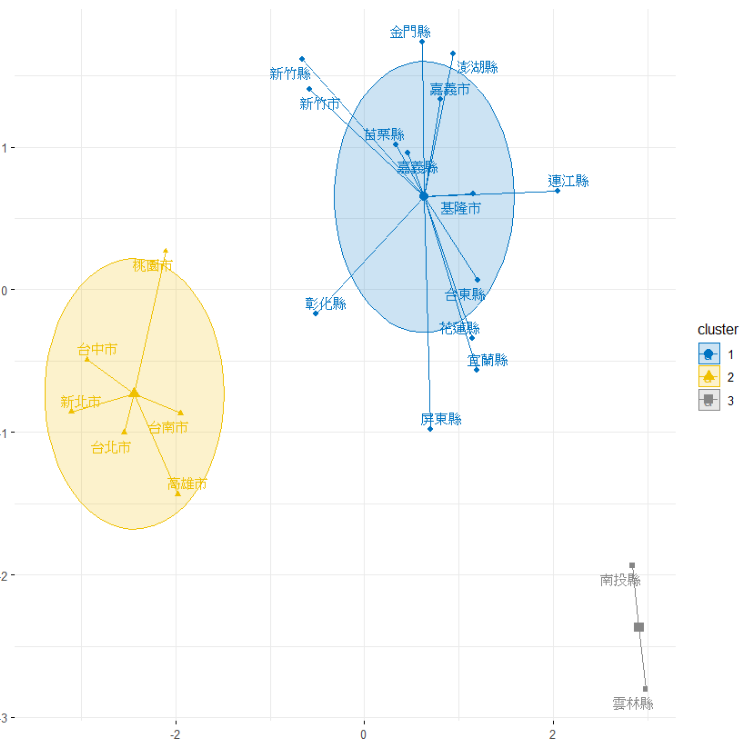 金門縣
澎湖縣
新竹縣
嘉義市
新竹市
苗栗縣
嘉義縣
連江縣
基隆市
桃園市
台東縣
彰化縣
花蓮縣
cluster
台中市
宜蘭縣
1
2
3
新北市
屏東縣
台南市
台北市
高雄市
南投縣
雲林縣
1
0
-1
-2
-3
-2
0
2